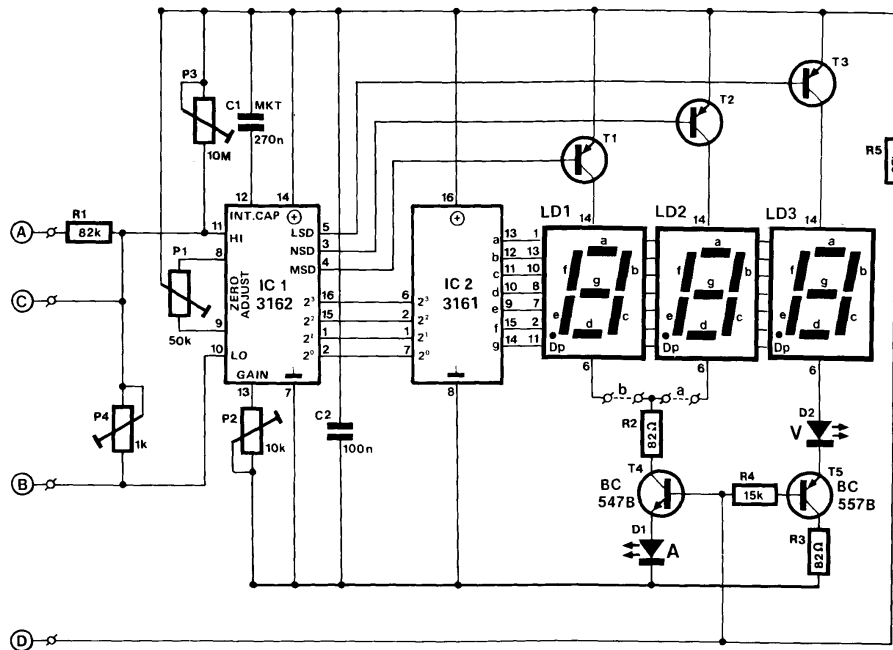 P3
10M
C1
MKT
270n
T1
T2
T3
R5
A
R1
82k
11
12
14
INT.CAP
HI
LSD
5
NSD
3
MSD
4
P1
50k
8
9
ZERO
ADJUST
IC 1
3162
2³ 16
2² 15
2¹ 1
2⁰ 2
C
10
LO
GAIN
13
7
P4
1k
P2
10k
C2
100n
B
16
IC 2
3161
6 2³
2 2²
1 2¹
7 2⁰
8
a 13 1
b 12 13
c 11 10
d 10 8
e 9 7
f 15 2
g 14 11
LD1
14
a
f b
g
e c
d
Dp
6
LD2
14
a
f b
g
e c
d
Dp
LD3
14
a
f b
g
e c
d
Dp
6
6
b a
R2
82Ω
T4
BC
547B
D1
A
R4
15k
D2
V
T5
BC
557B
R3
82Ω
D